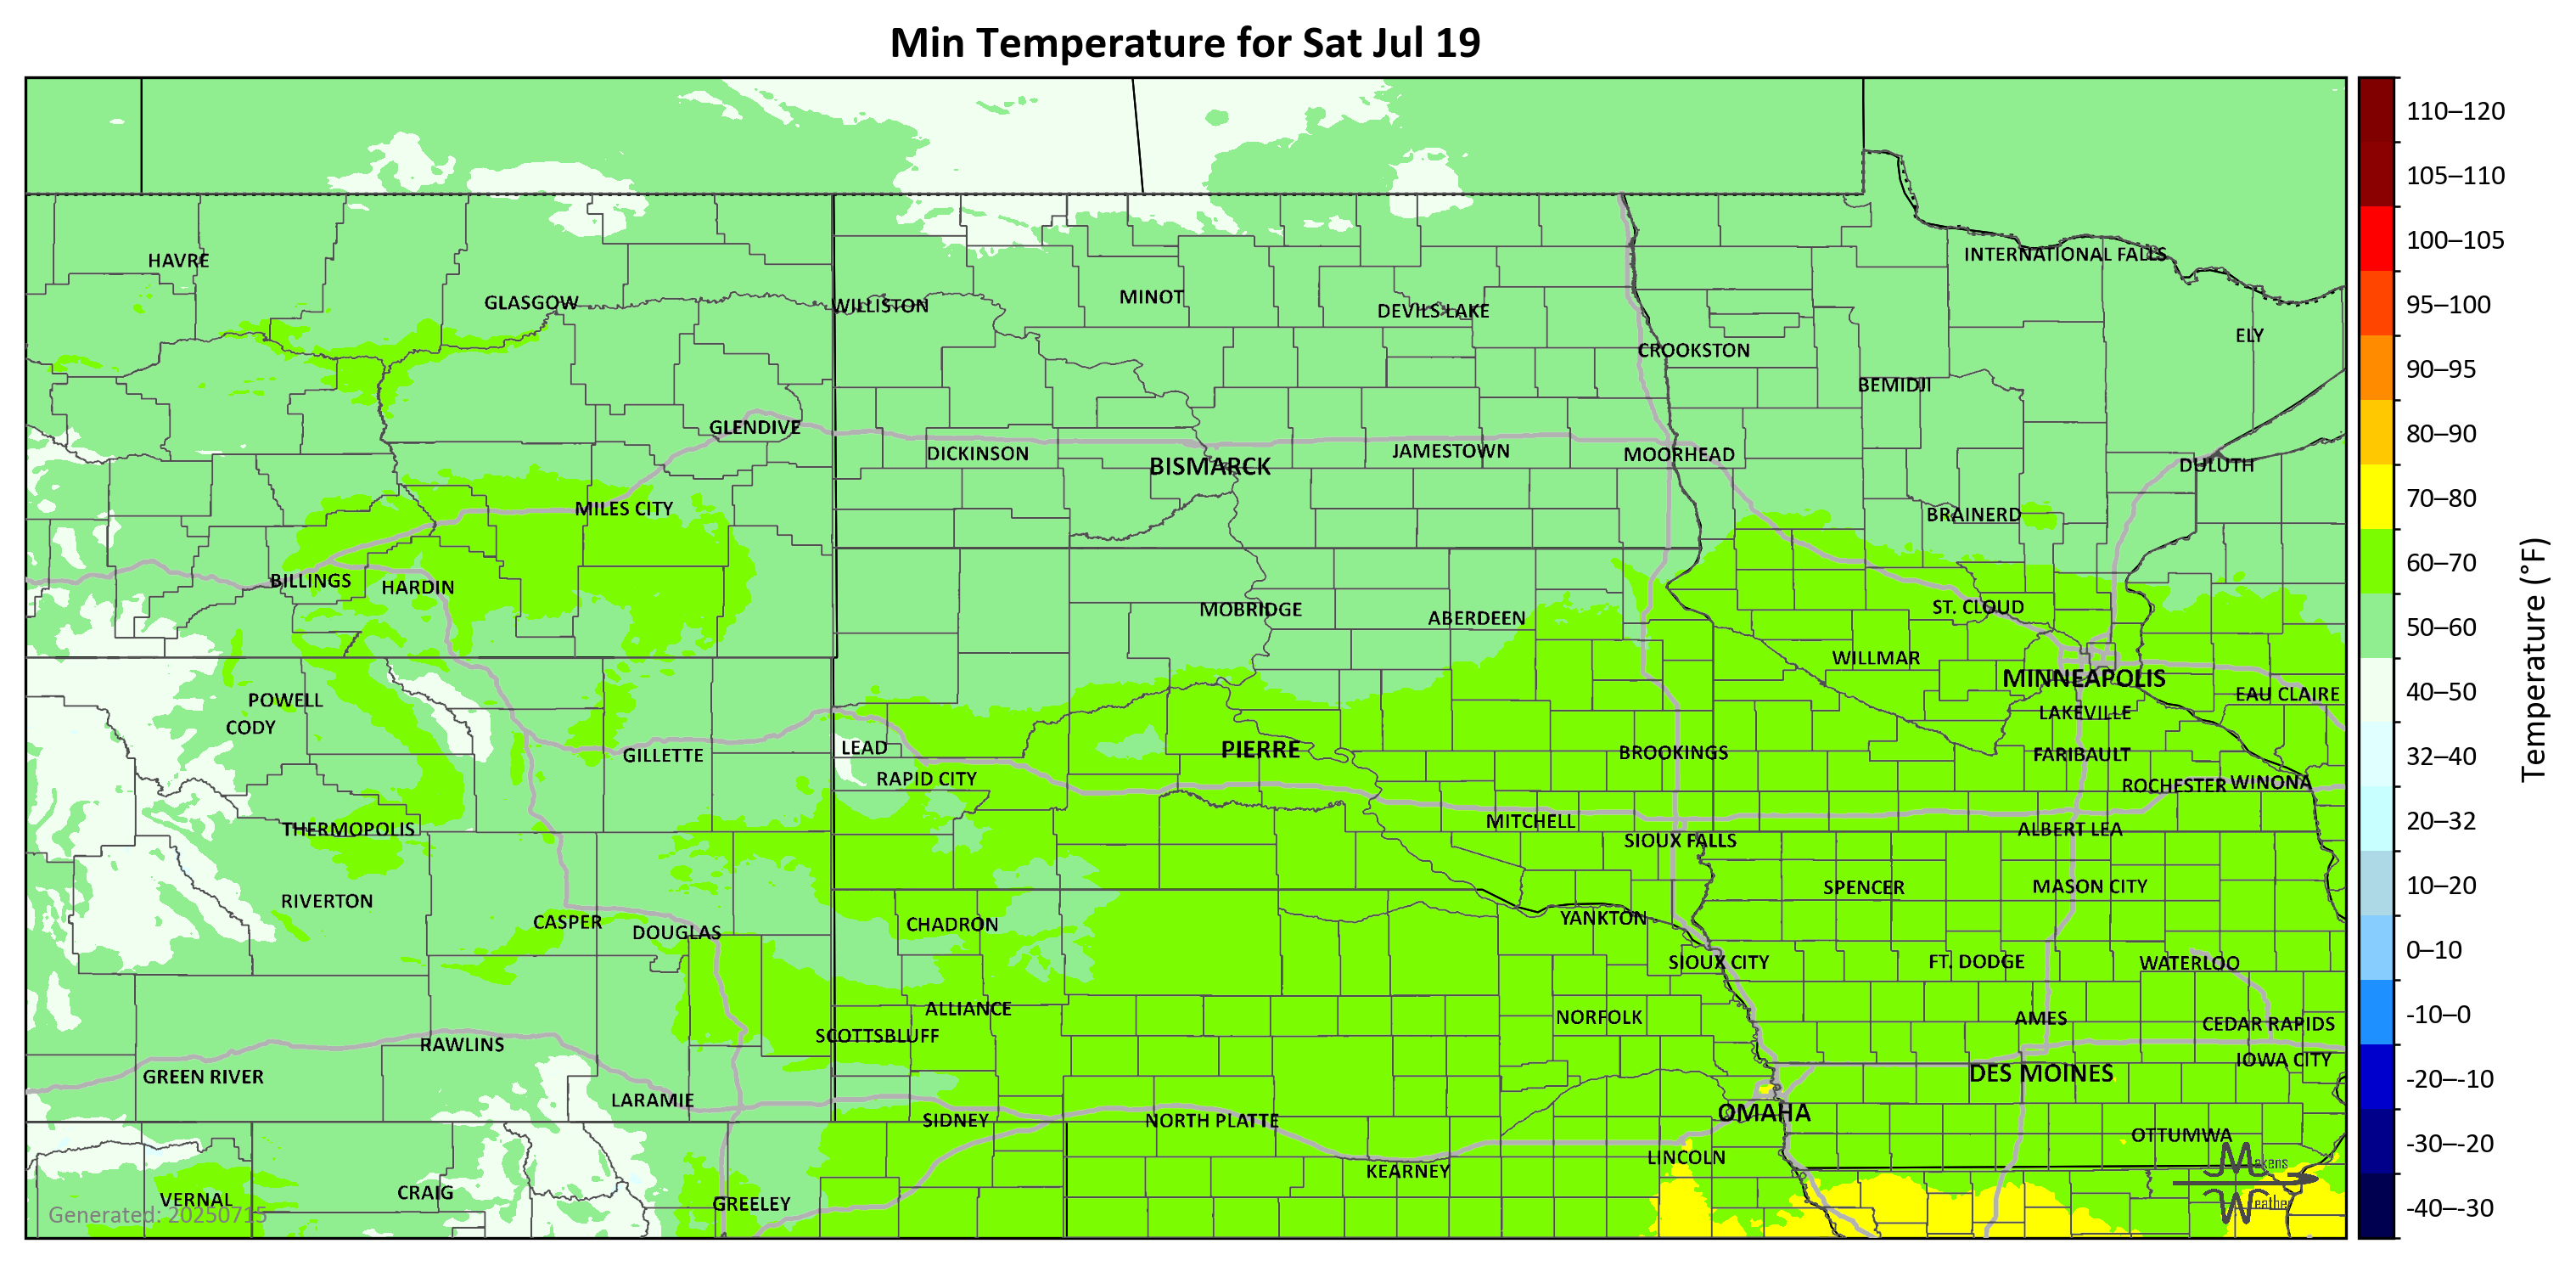 Min Temperature for Sat Jul 19
110–120
105–110
100–105
95–100
90–95
80–90
70–80
60–70
50–60
40–50
32–40
20–32
10–20
0–10
-10–0
-20–-10
-30–-20
-40–-30
Temperature (°F)
INTERNATIONAL FALLS
HAVRE
GLASGOW
WILLISTON
MINOT
DEVILS LAKE
ELY
CROOKSTON
BEMIDJI
GLENDIVE
DICKINSON
BISMARCK
JAMESTOWN
MOORHEAD
DULUTH
MILES CITY
BRAINERD
BILLINGS
HARDIN
MOBRIDGE
ABERDEEN
ST. CLOUD
WILLMAR
MINNEAPOLIS
EAU CLAIRE
POWELL
CODY
LAKEVILLE
GILLETTE
LEAD
PIERRE
BROOKINGS
FARIBAULT
RAPID CITY
ROCHESTER
WINONA
THERMOPOLIS
MITCHELL
SIOUX FALLS
ALBERT LEA
RIVERTON
SPENCER
MASON CITY
CASPER
DOUGLAS
CHADRON
YANKTON
SIOUX CITY
FT. DODGE
WATERLOO
ALLIANCE
NORFOLK
AMES
CEDAR RAPIDS
SCOTTSBLUFF
RAWLINS
IOWA CITY
GREEN RIVER
DES MOINES
LARAMIE
SIDNEY
NORTH PLATTE
OMAHA
OTTUMWA
LINCOLN
KEARNEY
VERNAL
CRAIG
GREELEY
Makens
Weather
Generated: 20250715